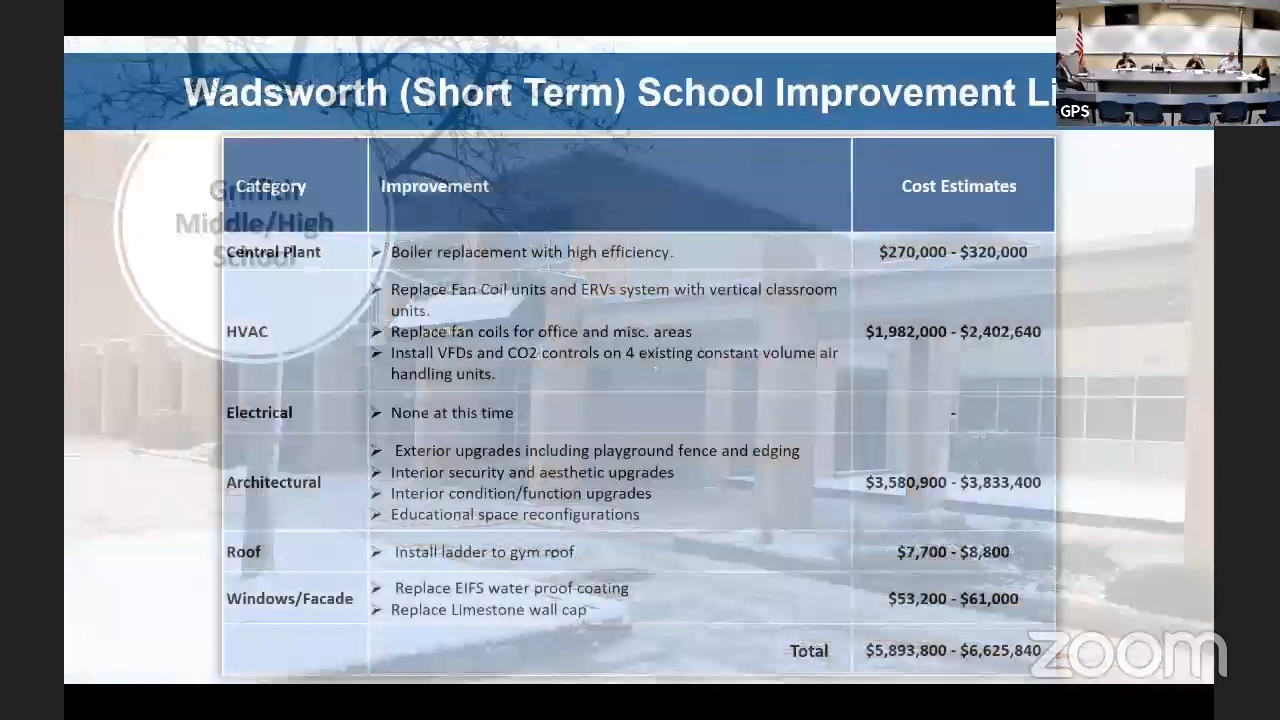 Wadsworth (Short Term) School Improvement Li
GPS
Griffith
Middle/High
School
Category
Improvement
Cost Estimates
Central Plant
➢ Boiler replacement with high efficiency.
$270,000 - $320,000
HVAC
➢ Replace Fan Coil units and ERVs system with vertical classroom
units.
➢ Replace fan coils for office and misc. areas
➢ Install VFDs and CO2 controls on 4 existing constant volume air
handling units.
$1,982,000 - $2,402,640
Electrical
➢ None at this time
-
Architectural
➢ Exterior upgrades including playground fence and edging
➢ Interior security and aesthetic upgrades
➢ Interior condition/function upgrades
➢ Educational space reconfigurations
$3,580,900 - $3,833,400
Roof
➢ Install ladder to gym roof
$7,700 - $8,800
Windows/Facade
➢ Replace EIFS water proof coating
➢ Replace Limestone wall cap
$53,200 - $61,000
Total
$5,893,800 - $6,625,840
zoom